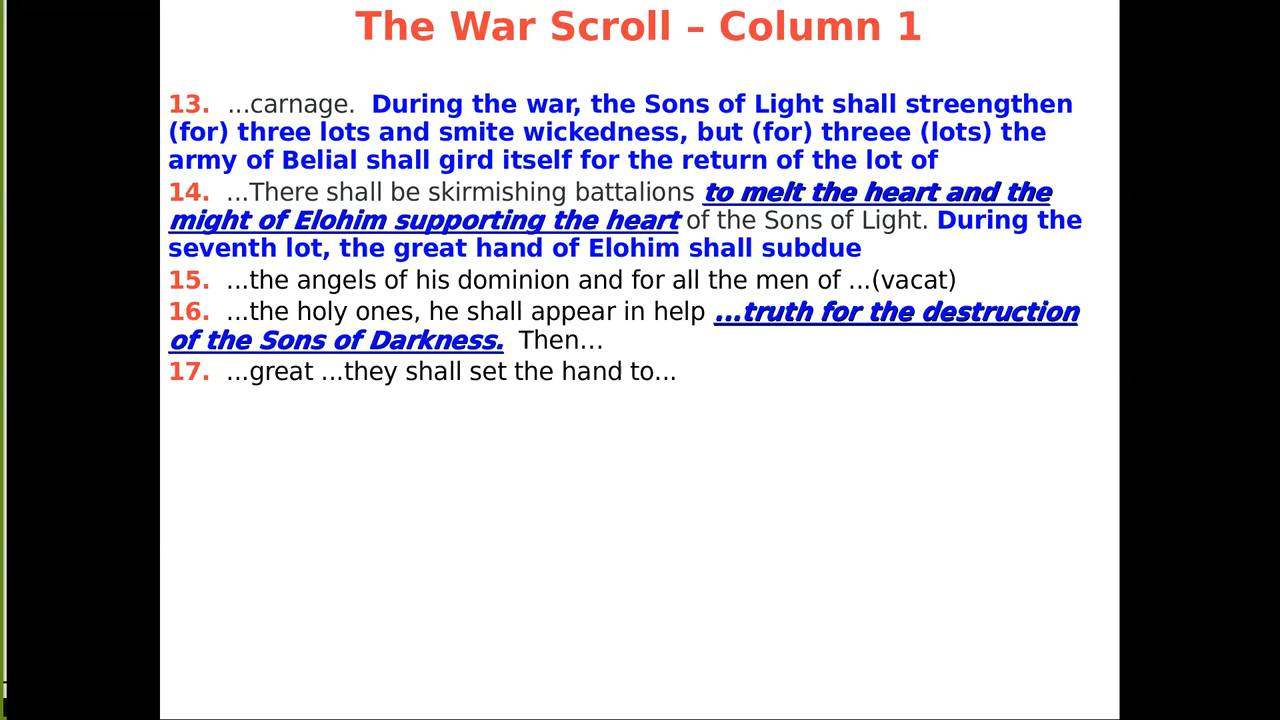 The War Scroll – Column 1
13. ...carnage. During the war, the Sons of Light shall streengthen
(for) three lots and smite wickedness, but (for) threee (lots) the
army of Belial shall gird itself for the return of the lot of
14. ...There shall be skirmishing battalions to melt the heart and the
might of Elohim supporting the heart of the Sons of Light. During the
seventh lot, the great hand of Elohim shall subdue
15. ...the angels of his dominion and for all the men of ...(vacat)
16. ...the holy ones, he shall appear in help ...truth for the destruction
of the Sons of Darkness. Then...
17. ...great ...they shall set the hand to...